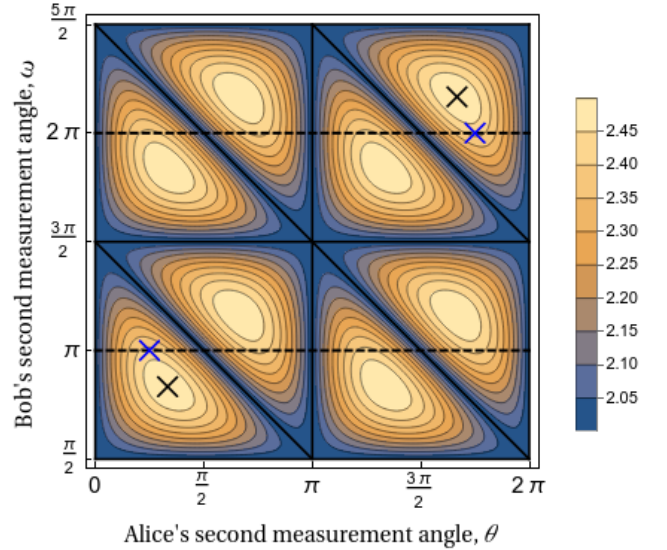 5π/2
2π
3π/2
π
π/2
Bob's second measurement angle, ω
0
π/2
π
3π/2
2π
Alice's second measurement angle, θ
2.45
2.40
2.35
2.30
2.25
2.20
2.15
2.10
2.05